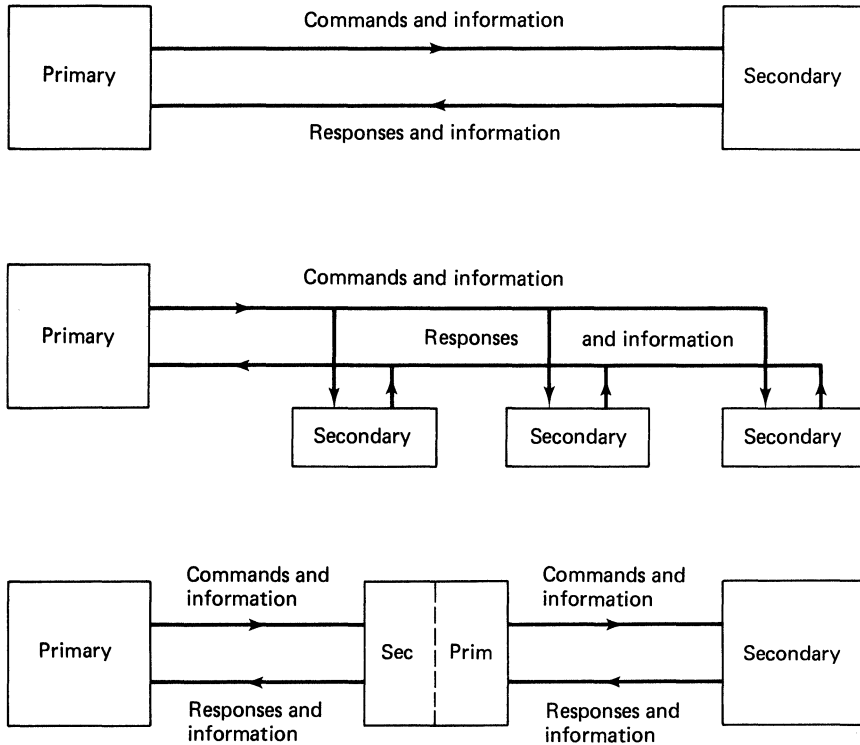 Commands and information
Primary
Secondary
Responses and information
Commands and information
Primary
Responses and information
Secondary
Secondary
Secondary
Commands and
information
Commands and
information
Primary
Sec
Prim
Secondary
Responses and
information
Responses and
information